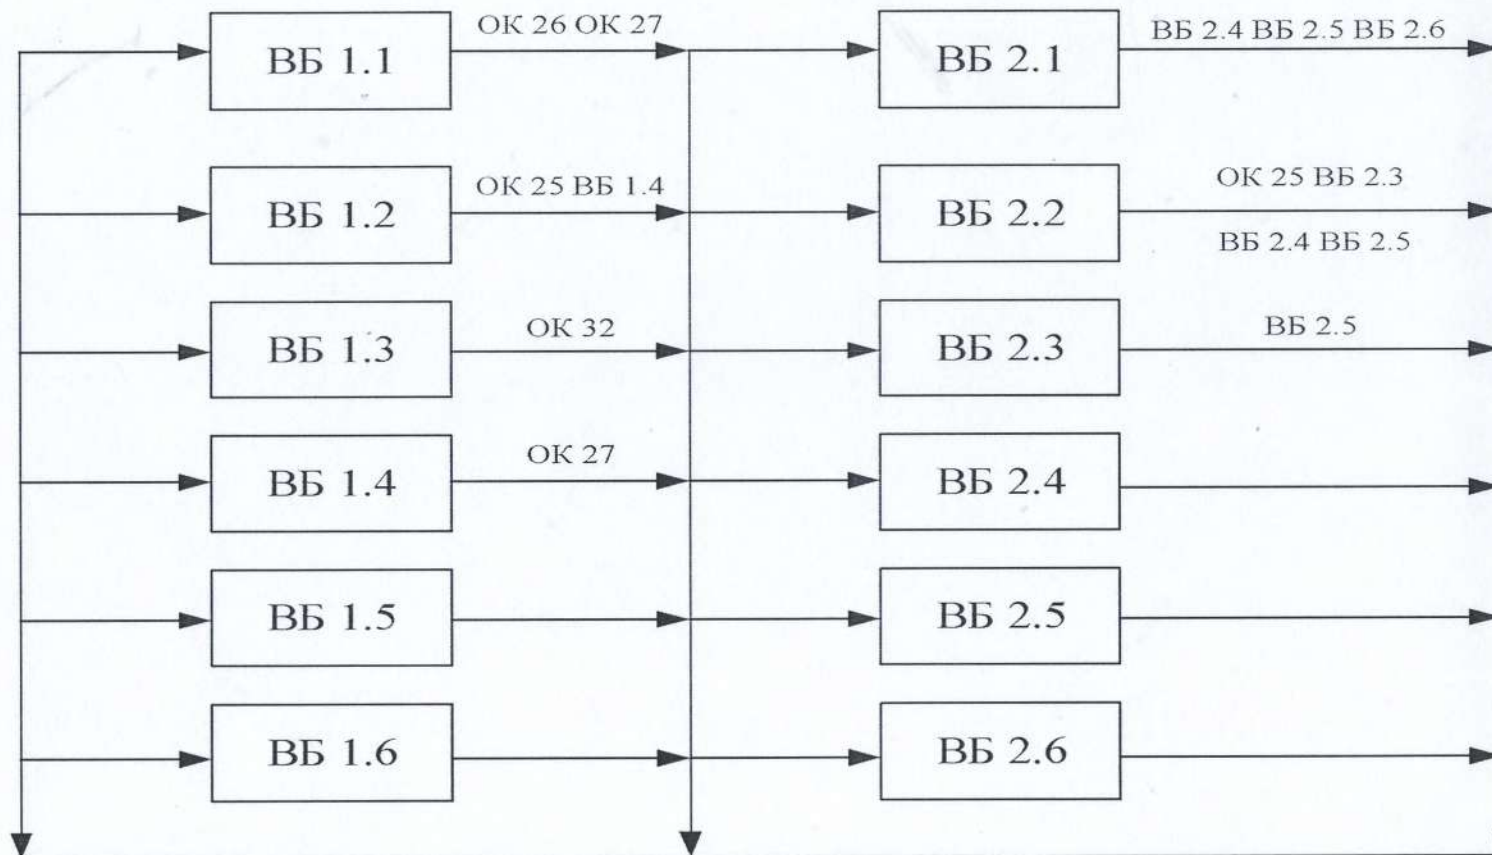 ВБ 1.1
ОК 26 ОК 27
ВБ 2.1
ВБ 2.4 ВБ 2.5 ВБ 2.6
ВБ 1.2
ОК 25 ВБ 1.4
ВБ 2.2
ОК 25 ВБ 2.3
ВБ 2.4 ВБ 2.5
ВБ 1.3
ОК 32
ВБ 2.3
ВБ 2.5
ВБ 1.4
ОК 27
ВБ 2.4
ВБ 1.5
ВБ 2.5
ВБ 1.6
ВБ 2.6